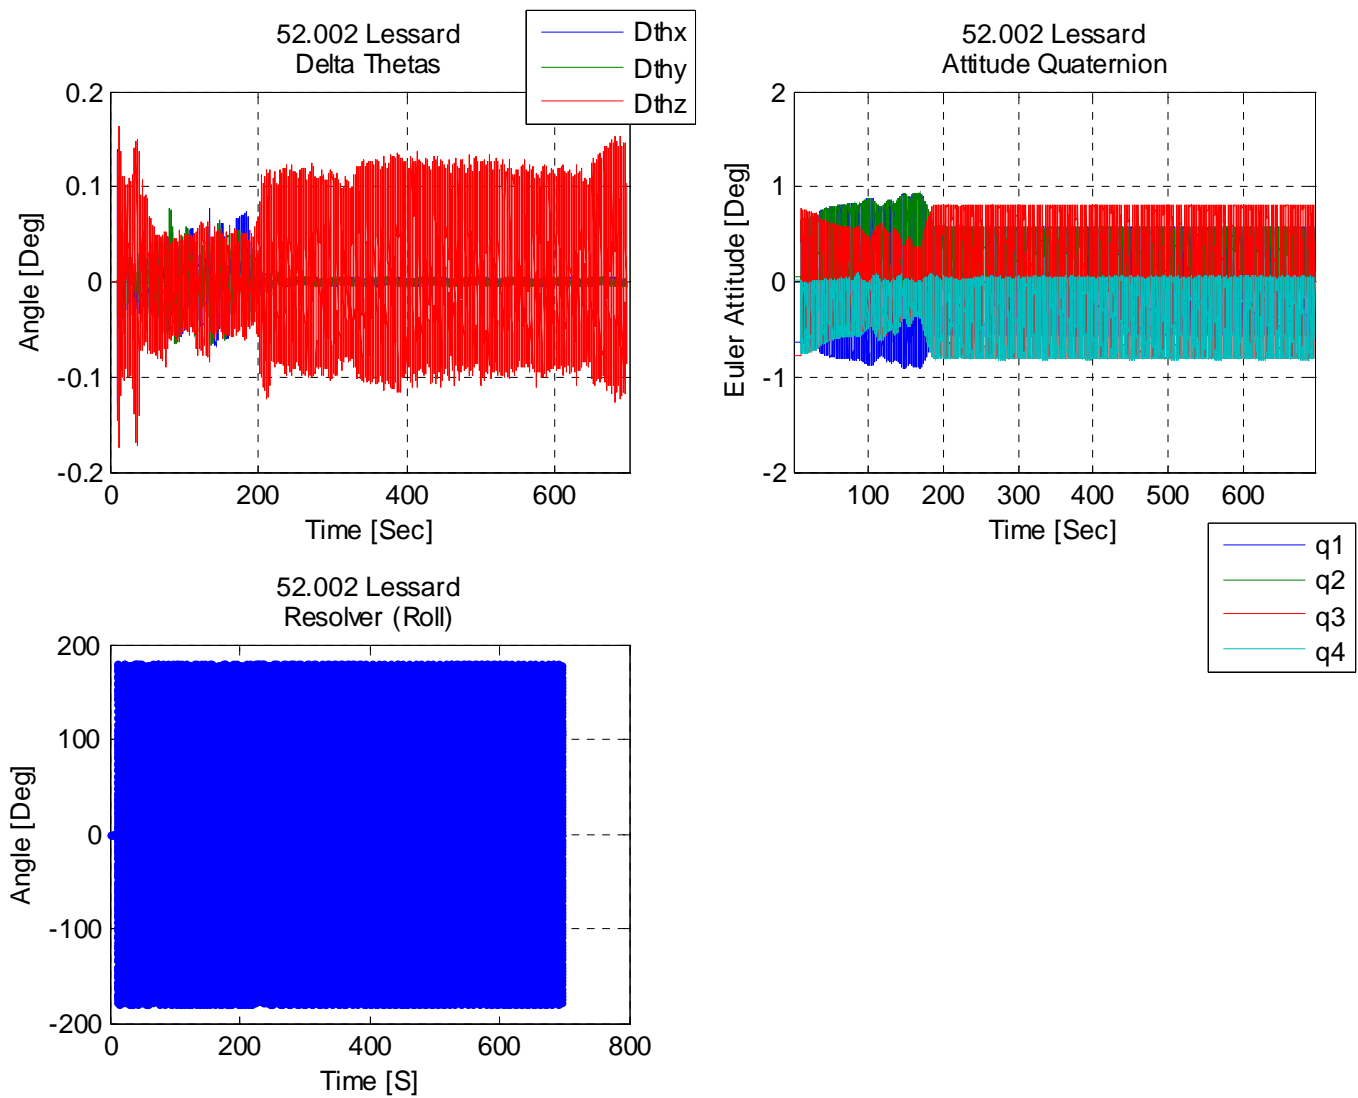 52.002 Lessard
Delta Thetas
Dthx
Dthy
Dthz
0.2
0.1
0
-0.1
-0.2
Angle [Deg]
0 200 400 600
Time [Sec]
52.002 Lessard
Attitude Quaternion
2
1
0
-1
-2
Euler Attitude [Deg]
100 200 300 400 500 600
Time [Sec]
q1
q2
q3
q4
52.002 Lessard
Resolver (Roll)
200
100
0
-100
-200
Angle [Deg]
0 200 400 600 800
Time [S]